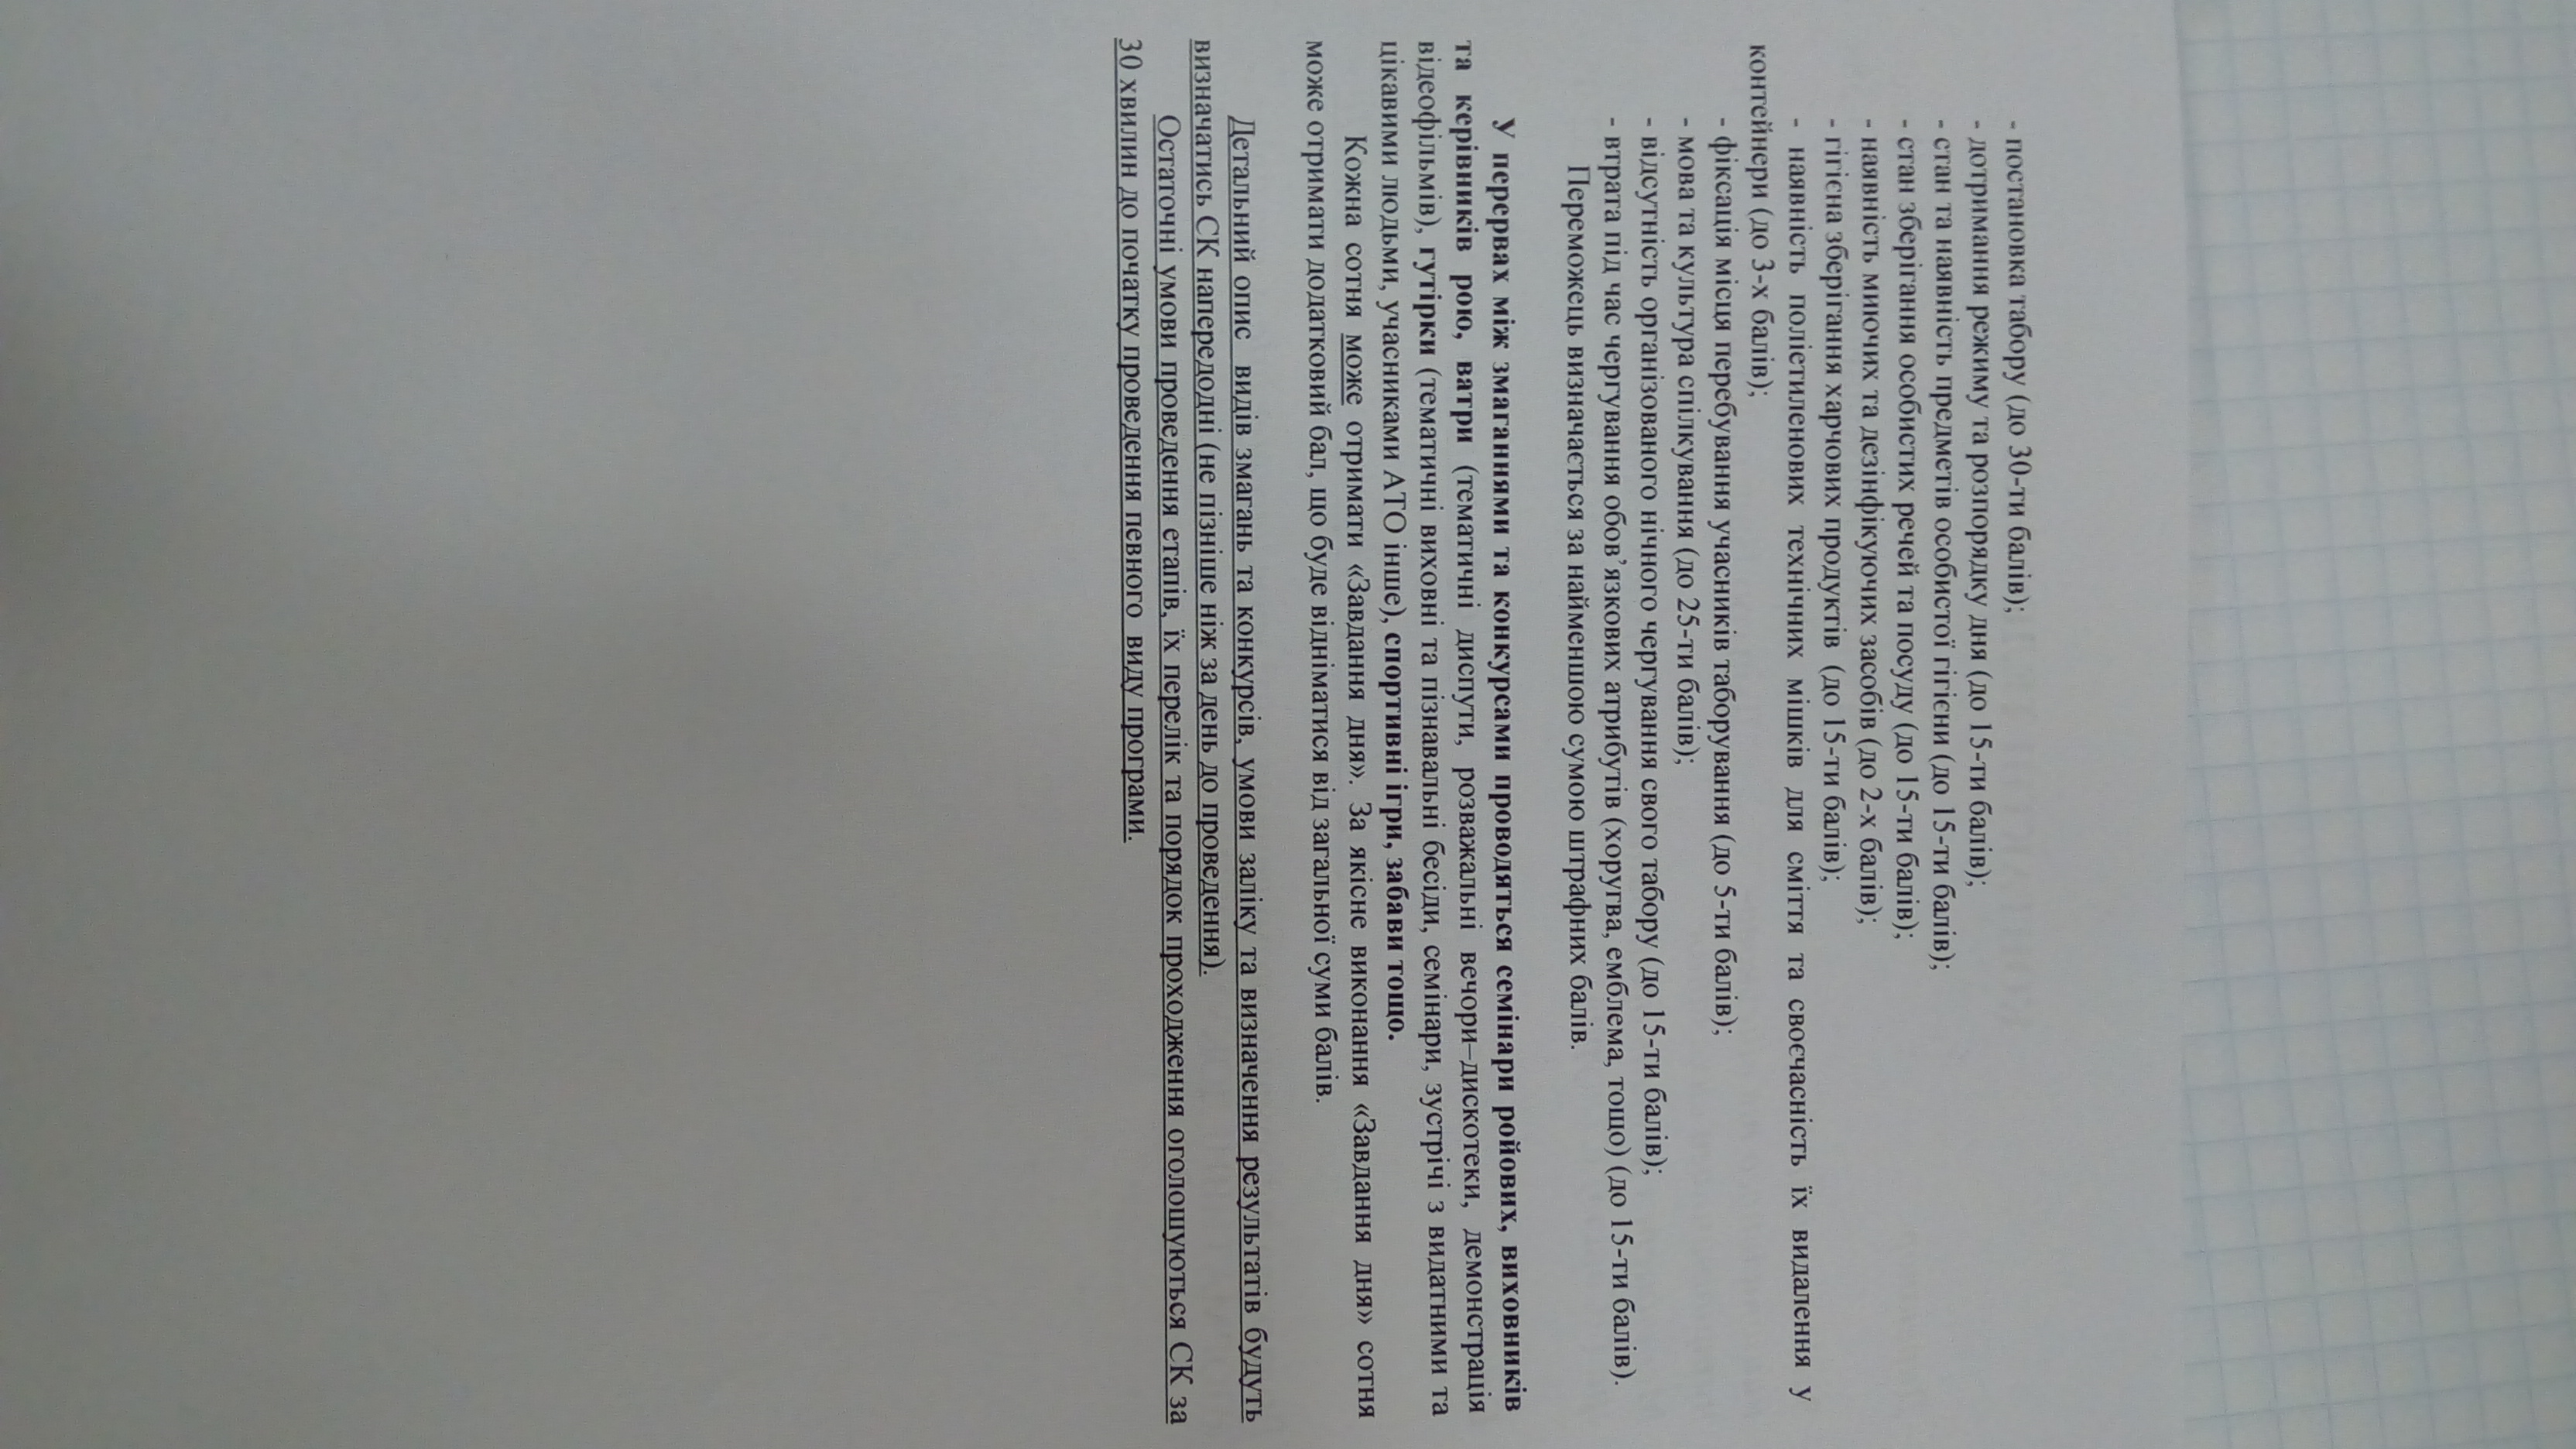 - постановка табору (до 30-ти балів);
- дотримання режиму та розпорядку дня (до 15-ти балів);
- стан та наявність предметів особистої гігієни (до 15-ти балів);
- стан зберігання особистих речей та посуду (до 15-ти балів);
- наявність миючих та дезінфікуючих засобів (до 2-х балів);
- гігієна зберігання харчових продуктів (до 15-ти балів);
- наявність поліетиленових технічних мішків для сміття та своєчасність їх видалення у
контейнери (до 3-х балів);
- фіксація місця перебування учасників таборування (до 5-ти балів);
- мова та культура спілкування (до 25-ти балів);
- відсутність організованого нічного чергування свого табору (до 15-ти балів);
- втрата під час чергування обов’язкових атрибутів (хоругва, емблема, тощо) (до 15-ти балів).
Переможець визначається за найменшою сумою штрафних балів.
У перервах між змаганнями та конкурсами проводяться семінари ройових, виховників
та керівників рою, ватри (тематичні диспути, розважальні вечори–дискотеки, демонстрація
відеофільмів), гутірки (тематичні виховні та пізнавальні бесіди, семінари, зустрічі з видатними та
цікавими людьми, учасниками АТО інше), спортивні ігри, забави тощо.
Кожна сотня може отримати «Завдання дня». За якісне виконання «Завдання дня» сотня
може отримати додатковий бал, що буде відніматися від загальної суми балів.
Детальний опис видів змагань та конкурсів, умови заліку та визначення результатів будуть
визначатись СК напередодні (не пізніше ніж за день до проведення).
Остаточні умови проведення етапів, їх перелік та порядок проходження оголошуються СК за
30 хвилин до початку проведення певного виду програми.